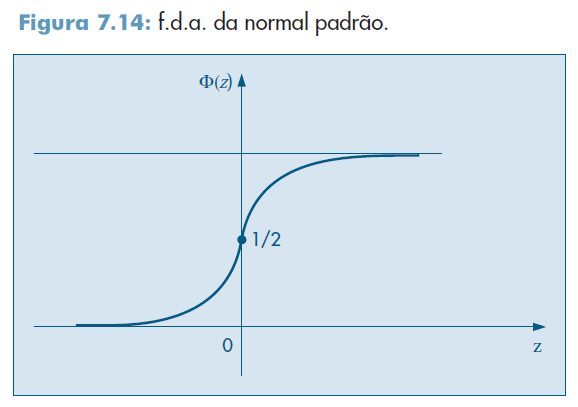 Figura 7.14: f.d.a. da normal padrão.
Φ(z)
1/2
0
z